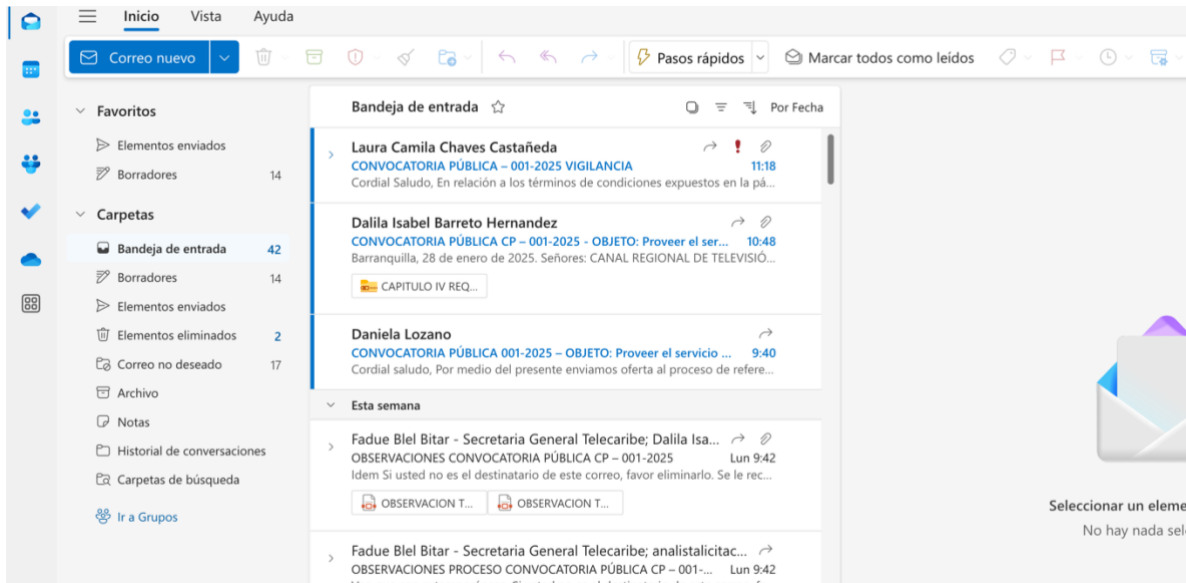 Inicio Vista Ayuda
Correo nuevo Pasos rápidos Marcar todos como leídos
Favoritos
Elementos enviados
Borradores 14
Carpetas
Bandeja de entrada 42
Borradores 14
Elementos enviados
Elementos eliminados 2
Correo no deseado 17
Archivo
Notas
Historial de conversaciones
Carpetas de búsqueda
Ir a Grupos
Bandeja de entrada Por Fecha
Laura Camila Chaves Castañeda
CONVOCATORIA PÚBLICA – 001-2025 VIGILANCIA 11:18
Cordial Saludo, En relación a los términos de condiciones expuestos en la pá...
Dalila Isabel Barreto Hernandez
CONVOCATORIA PÚBLICA CP – 001-2025 - OBJETO: Proveer el ser... 10:48
Barranquilla, 28 de enero de 2025. Señores: CANAL REGIONAL DE TELEVISIÓ...
CAPITULO IV REQ...
Daniela Lozano
CONVOCATORIA PÚBLICA 001-2025 – OBJETO: Proveer el servicio ... 9:40
Cordial saludo, Por medio del presente enviamos oferta al proceso de refere...
Esta semana
Fadue Blel Bitar - Secretaria General Telecaribe; Dalila Isa...
OBSERVACIONES CONVOCATORIA PÚBLICA CP – 001-2025 Lun 9:42
Idem Si usted no es el destinatario de este correo, favor eliminarlo. Se le rec...
OBSERVACION T... OBSERVACION T...
Fadue Blel Bitar - Secretaria General Telecaribe; analistalicitac...
OBSERVACIONES PROCESO CONVOCATORIA PÚBLICA CP – 001-... Lun 9:42
Seleccionar un eleme
No hay nada sel